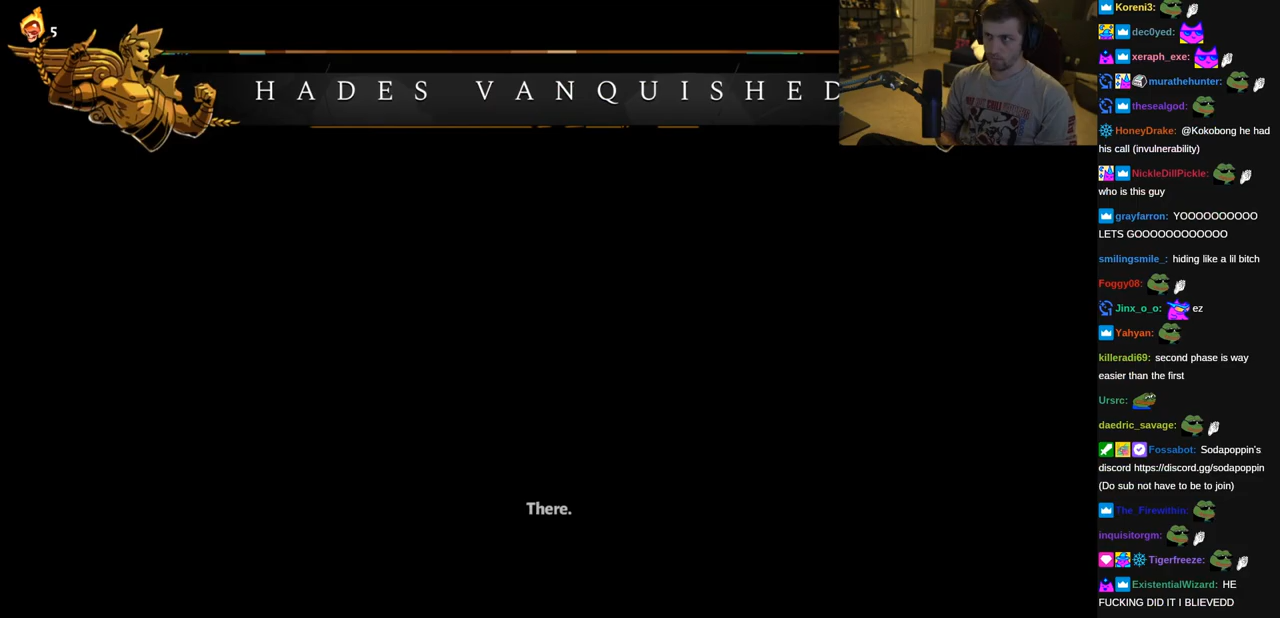 5
HADES VANQUISHED
There.
Koreni3:
dec0yed:
xeraph_exe:
murathehunter:
thesealgod:
HoneyDrake: @Kokobong he had
his call (invulnerability)
NickleDillPickle:
who is this guy
grayfarron: YOOOOOOOOOO
LETS GOOOOOOOOOOOO
smilingsmile_: hiding like a lil bitch
Foggy08:
Jinx_o_o: ez
Yahyan:
killeradi69: second phase is way
easier than the first
Ursrc:
daedric_savage:
Fossabot: Sodapoppin's
discord https://discord.gg/sodapoppin
(Do sub not have to be to join)
The_Firewithin:
inquisitorgm:
Tigerfreeze:
ExistentialWizard: HE
FUCKING DID IT I BLIEVEDD